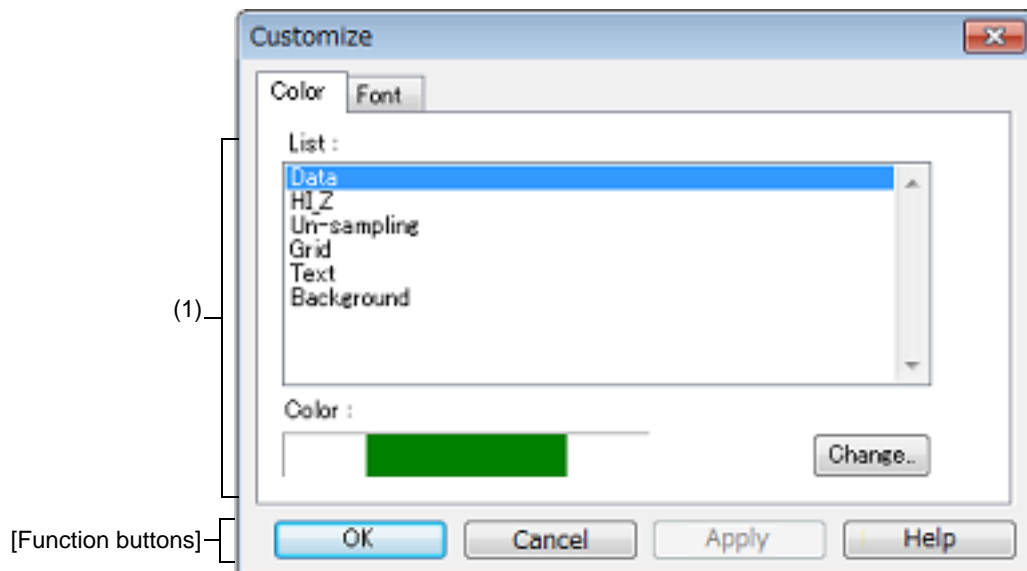 Customize
Color Font
List :
Data
HI_Z
Un-sampling
Grid
Text
Background
(1)
Color :
Change..
[Function buttons]
OK Cancel Apply Help